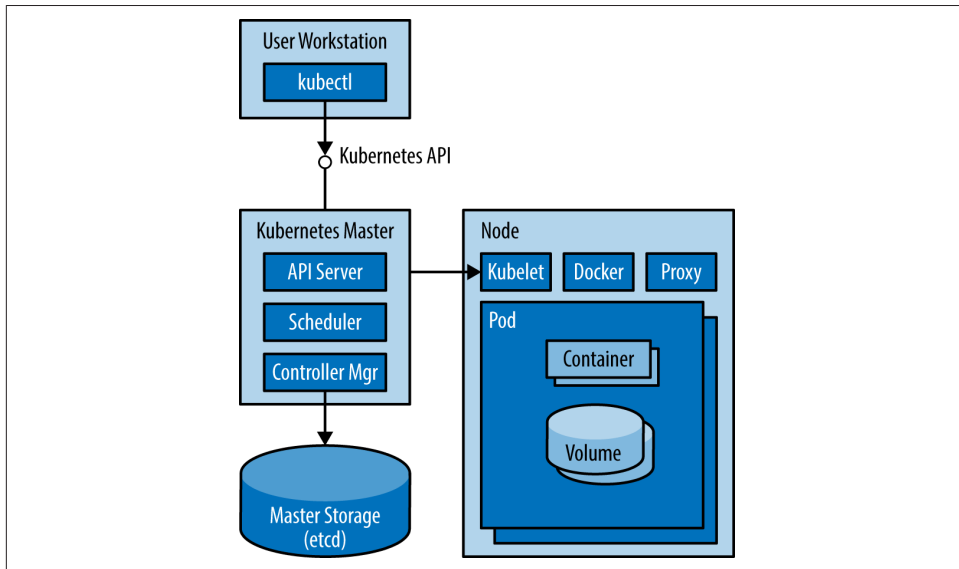 User Workstation
kubectl
Kubernetes API
Kubernetes Master
API Server
Scheduler
Controller Mgr
Master Storage
(etcd)
Node
Kubelet
Docker
Proxy
Pod
Container
Volume